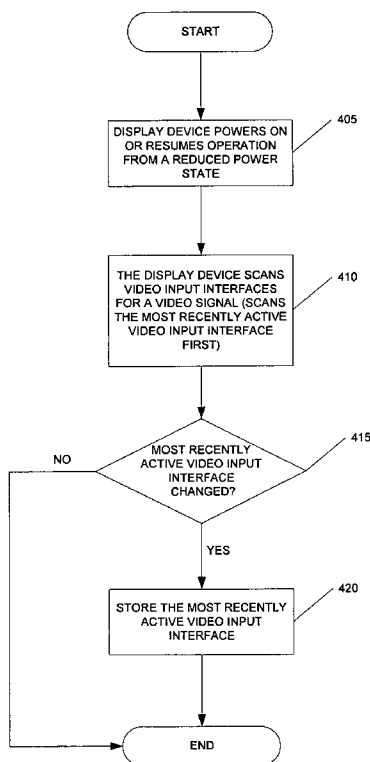 START
DISPLAY DEVICE POWERS ON
OR RESUMES OPERATION
FROM A REDUCED POWER
STATE
405
THE DISPLAY DEVICE SCANS
VIDEO INPUT INTERFACES
FOR A VIDEO SIGNAL (SCANS
THE MOST RECENTLY ACTIVE
VIDEO INPUT INTERFACE
FIRST)
410
MOST RECENTLY
ACTIVE VIDEO INPUT
INTERFACE
CHANGED?
415
NO
YES
STORE THE MOST RECENTLY
ACTIVE VIDEO INPUT
INTERFACE
420
END